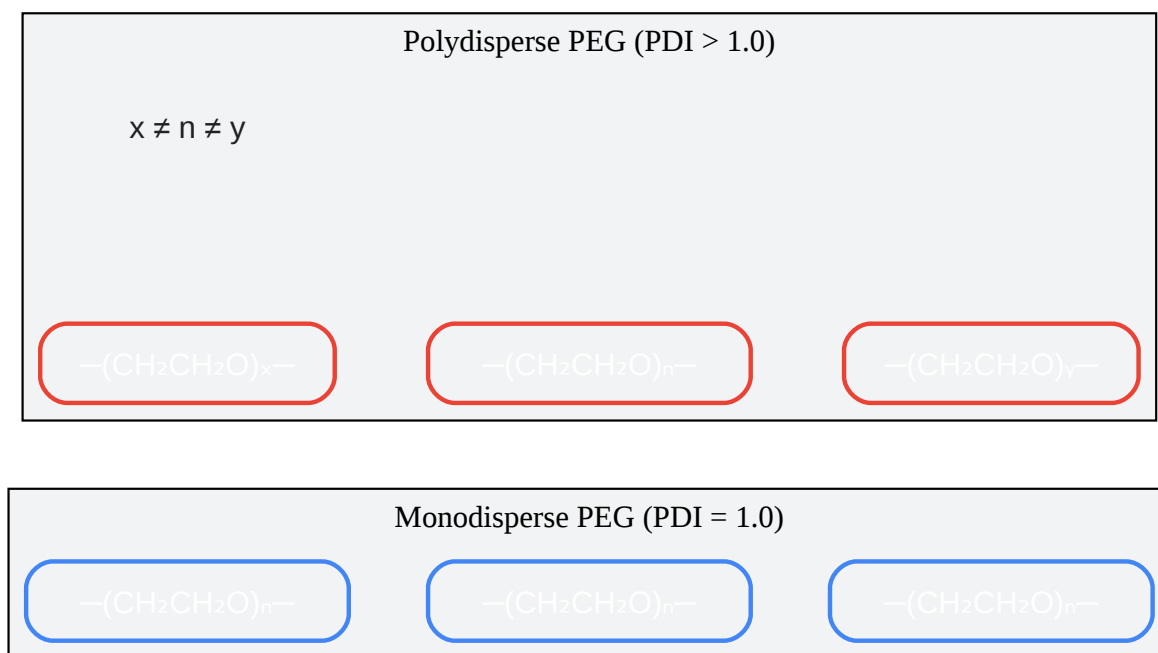 Polydisperse PEG (PDI > 1.0)
x ≠ n ≠ y
—(CH₂CH₂O)ₓ— —(CH₂CH₂O)ₙ— —(CH₂CH₂O)ᵧ—
Monodisperse PEG (PDI = 1.0)
—(CH₂CH₂O)ₙ— —(CH₂CH₂O)ₙ— —(CH₂CH₂O)ₙ—